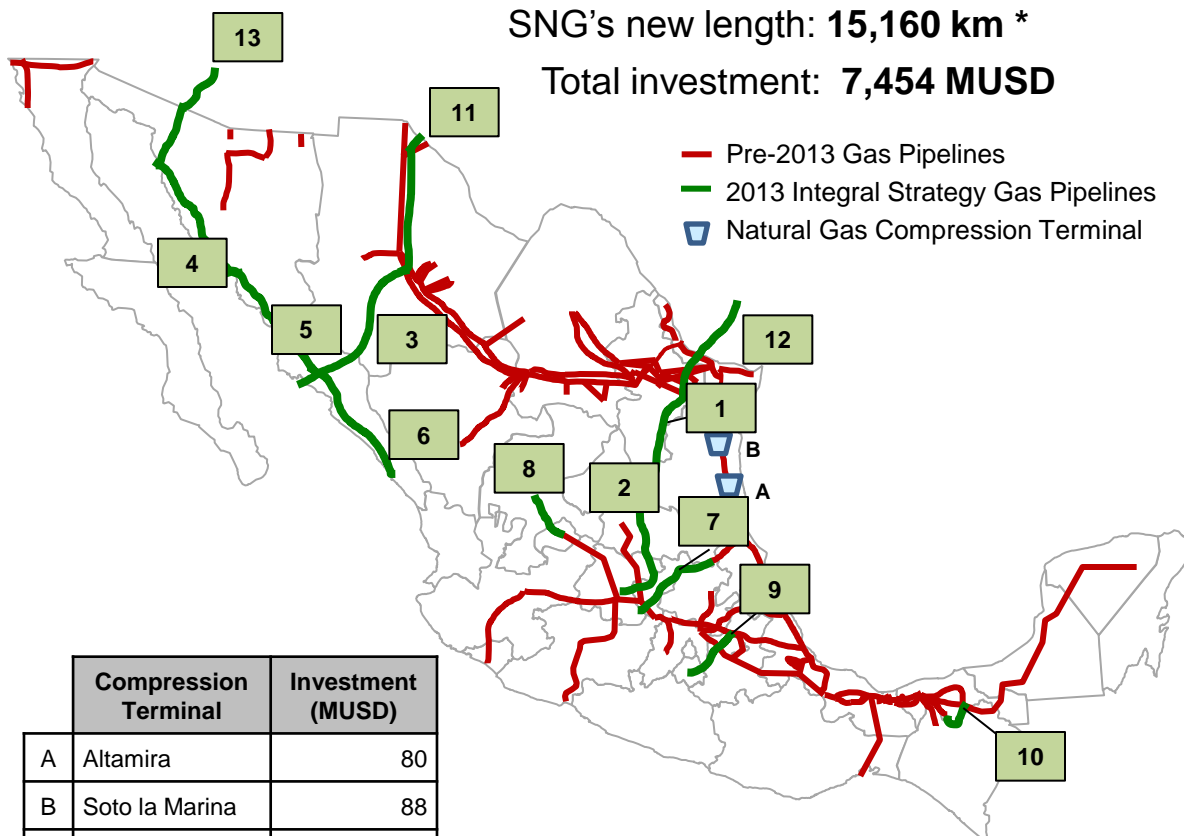 SNG's new length: 15,160 km *
Total investment: 7,454 MUSD
Pre-2013 Gas Pipelines
2013 Integral Strategy Gas Pipelines
Natural Gas Compression Terminal
13
11
4
5
3
12
1
6
B
8
2
A
7
9
10
Compression Terminal
Investment (MUSD)
A Altamira 80
B Soto la Marina 88